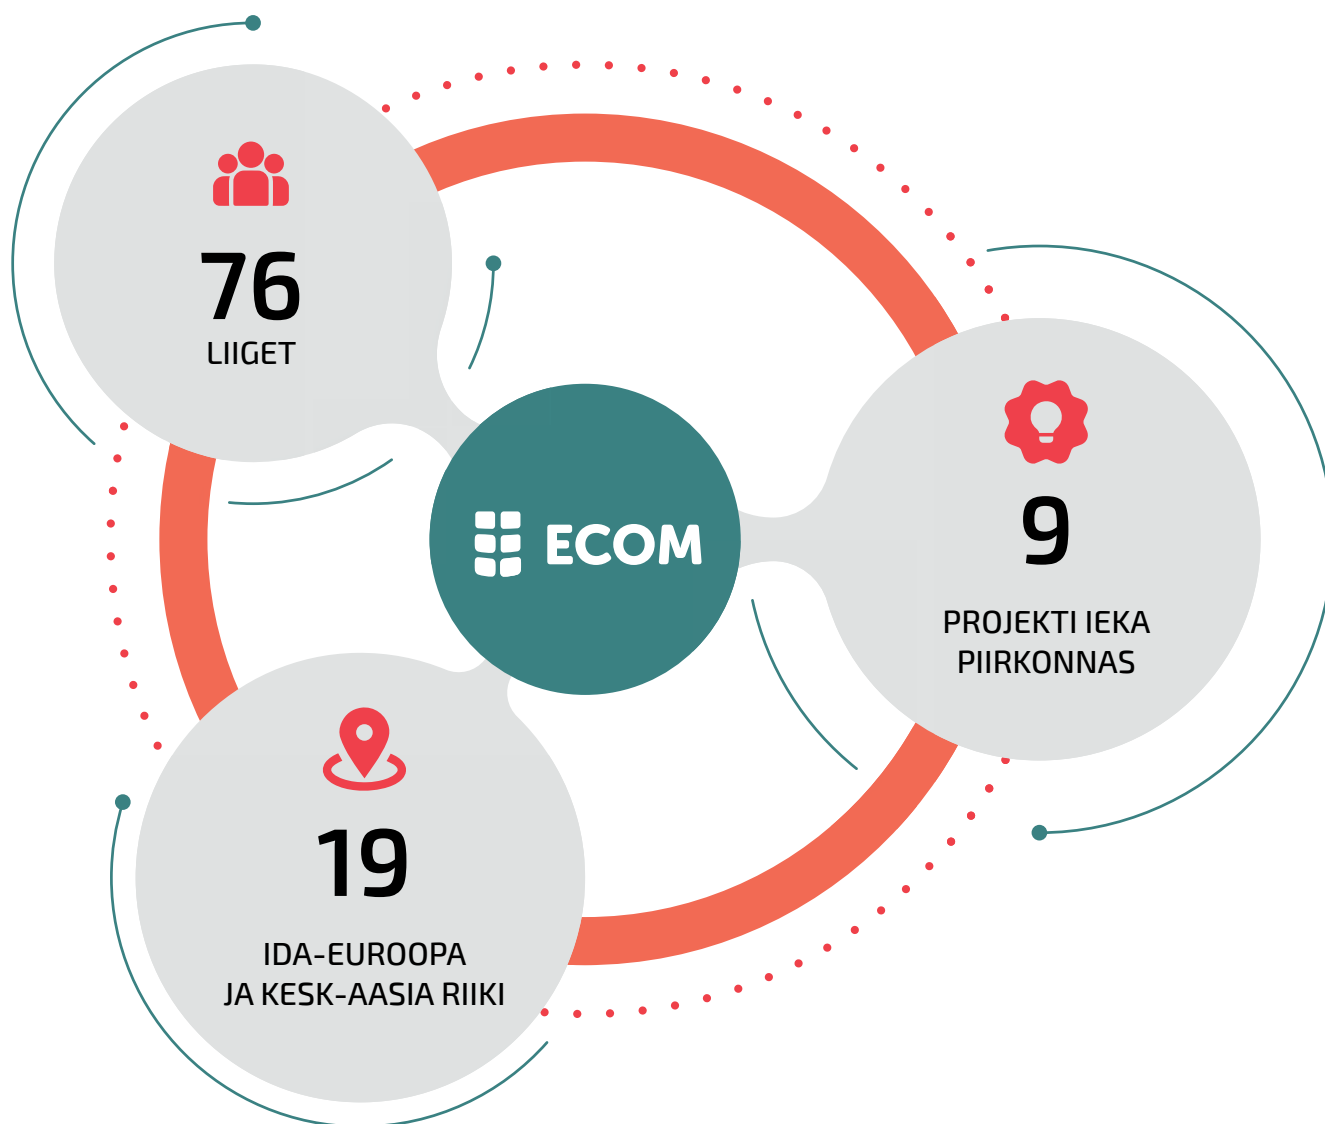 76
LIIGET
ECOM
9
PROJEKTI IEKA
PIIRKONNAS
19
IDA-EUROOPA
JA KESK-AASIA RIIKI